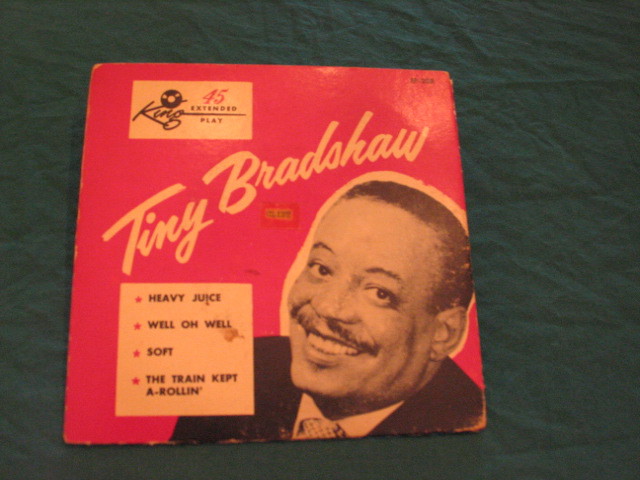 King
45
EXTENDED
PLAY
Tiny Bradshaw
HEAVY JUICE
WELL OH WELL
SOFT
THE TRAIN KEPT
A-ROLLIN'